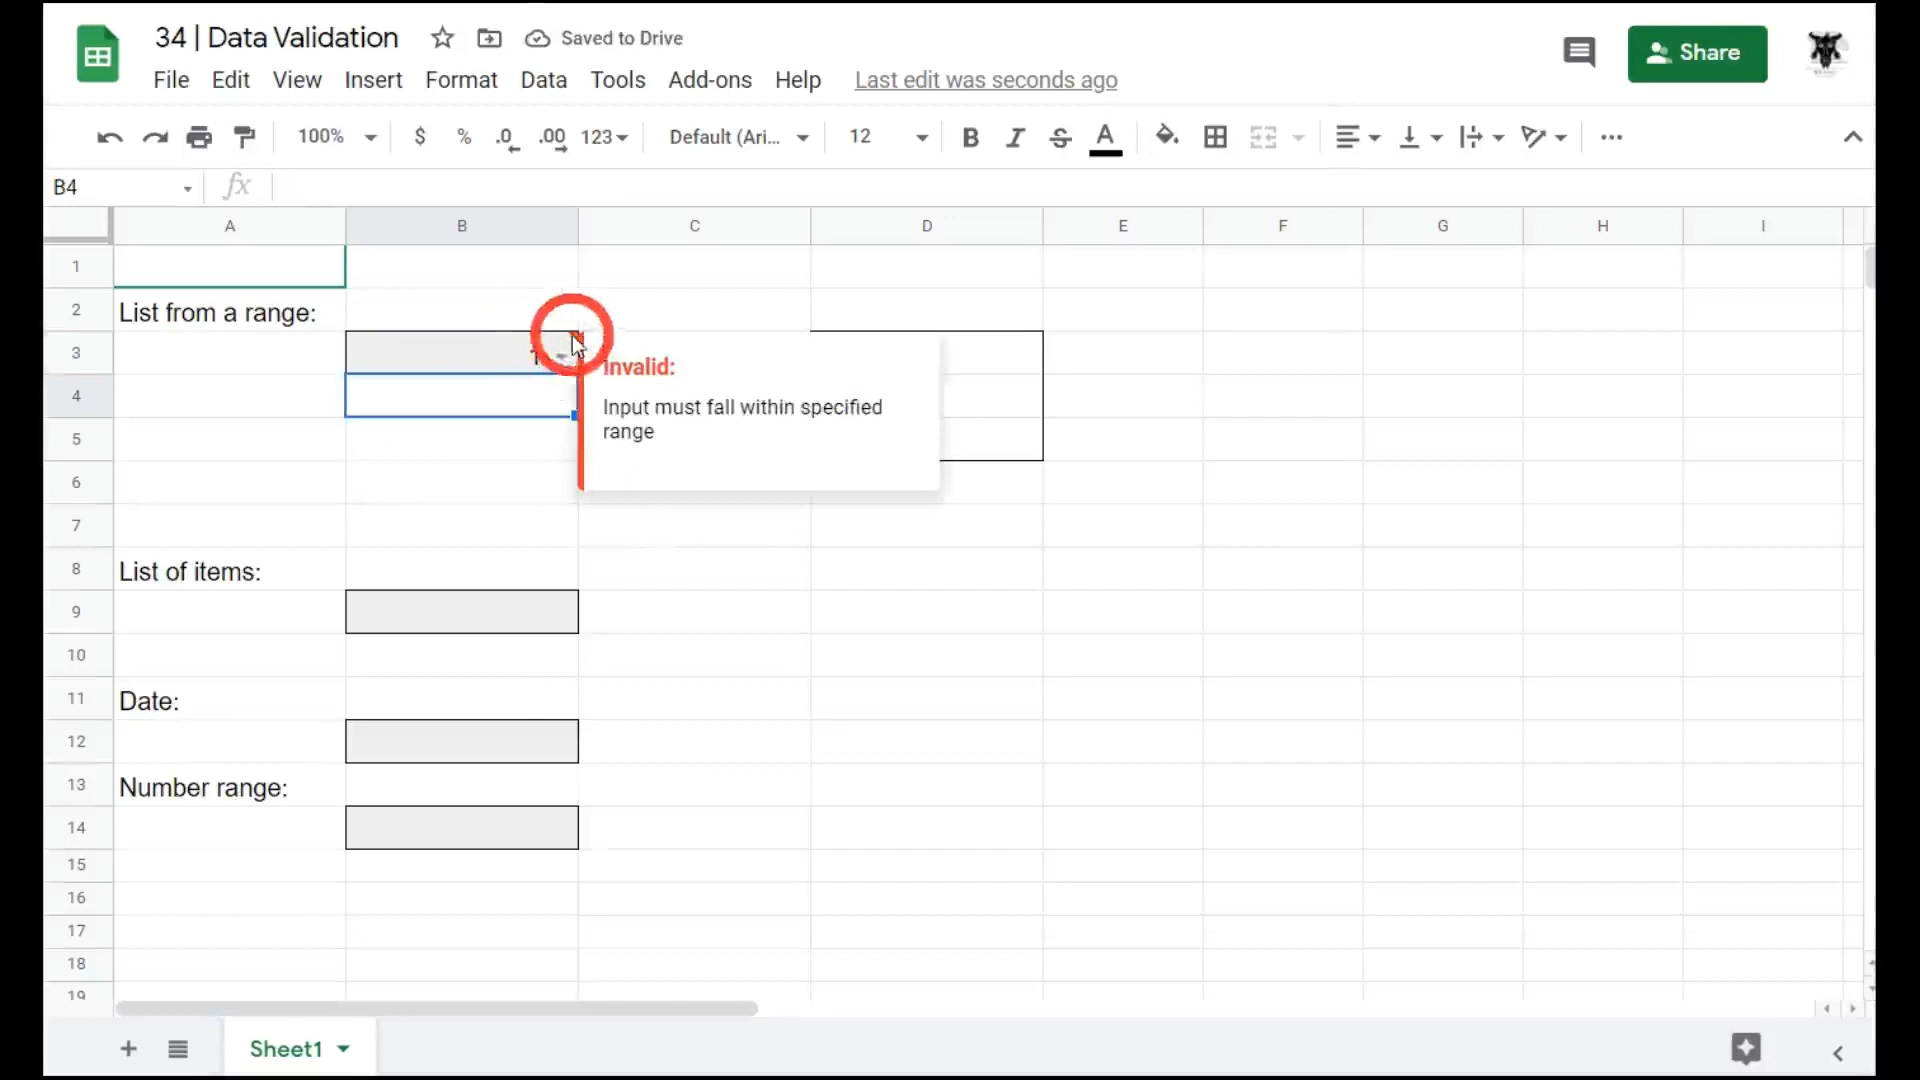 34 | Data Validation Saved to Drive
File Edit View Insert Format Data Tools Add-ons Help Last edit was seconds ago
Share
100% $ % .0 .00 123 Default (Ari... 12 B I S A
B4 fx
A B C D E F G H I
1
2 List from a range:
3
Invalid:
4
Input must fall within specified
range
5
6
7
8 List of items:
9
10
11 Date:
12
13 Number range:
14
15
16
17
18
19
Sheet1